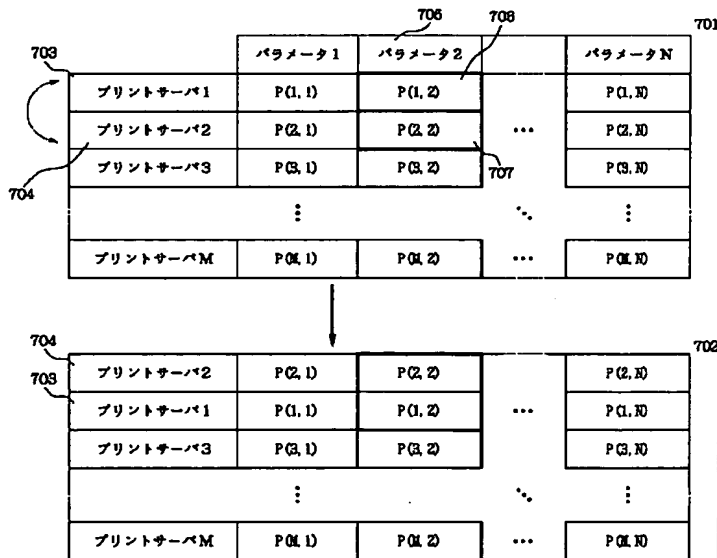 705
706
701
703
パラメータ1 パラメータ2 パラメータN
プリントサーバ1 P(1,1) P(1,2) P(1,N)
プリントサーバ2 P(2,1) P(2,2) … P(2,N)
704
プリントサーバ3 P(3,1) P(3,2) 707 P(3,N)
⋮ ⋱ ⋮
プリントサーバM P(M,1) P(M,2) … P(M,N)
704
702
プリントサーバ2 P(2,1) P(2,2) P(2,N)
703
プリントサーバ1 P(1,1) P(1,2) … P(1,N)
プリントサーバ3 P(3,1) P(3,2) P(3,N)
⋮ ⋱ ⋮
プリントサーバM P(M,1) P(M,2) … P(M,N)